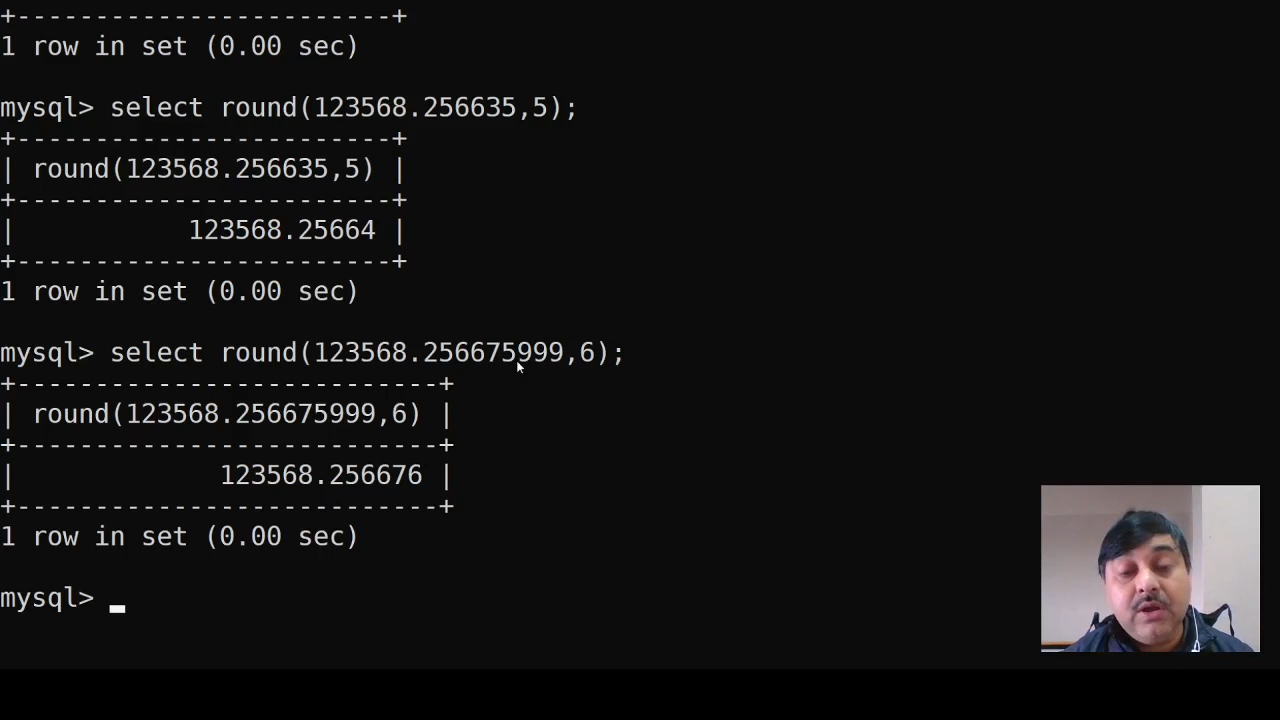 +------------------------+
1 row in set (0.00 sec)
mysql> select round(123568.256635,5);
+------------------------+
| round(123568.256635,5) |
+------------------------+
|           123568.25664 |
+------------------------+
1 row in set (0.00 sec)
mysql> select round(123568.256675999,6);
+---------------------------+
| round(123568.256675999,6) |
+---------------------------+
|             123568.256676 |
+---------------------------+
1 row in set (0.00 sec)
mysql>